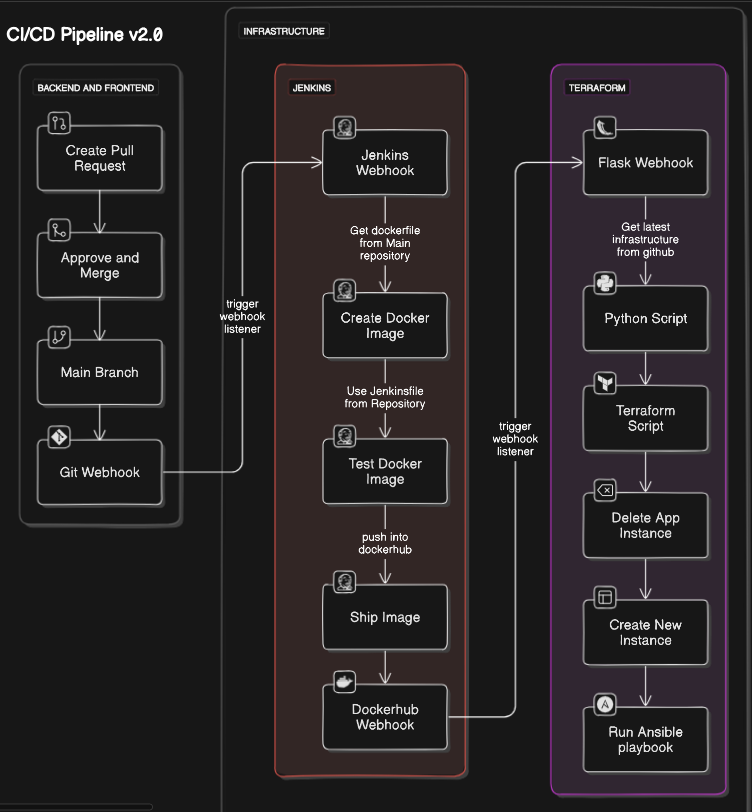 CI/CD Pipeline v2.0
BACKEND AND FRONTEND
Create Pull
Request
Approve and
Merge
Main Branch
Git Webhook
trigger
webhook
listener
INFRASTRUCTURE
JENKINS
Jenkins
Webhook
Get dockerfile
from Main
repository
Create Docker
Image
Use Jenkinsfile
from Repository
Test Docker
Image
push into
dockerhub
Ship Image
Dockerhub
Webhook
trigger
webhook
listener
TERRAFORM
Flask Webhook
Get latest
infrastructure
from github
Python Script
Terraform
Script
Delete App
Instance
Create New
Instance
Run Ansible
playbook